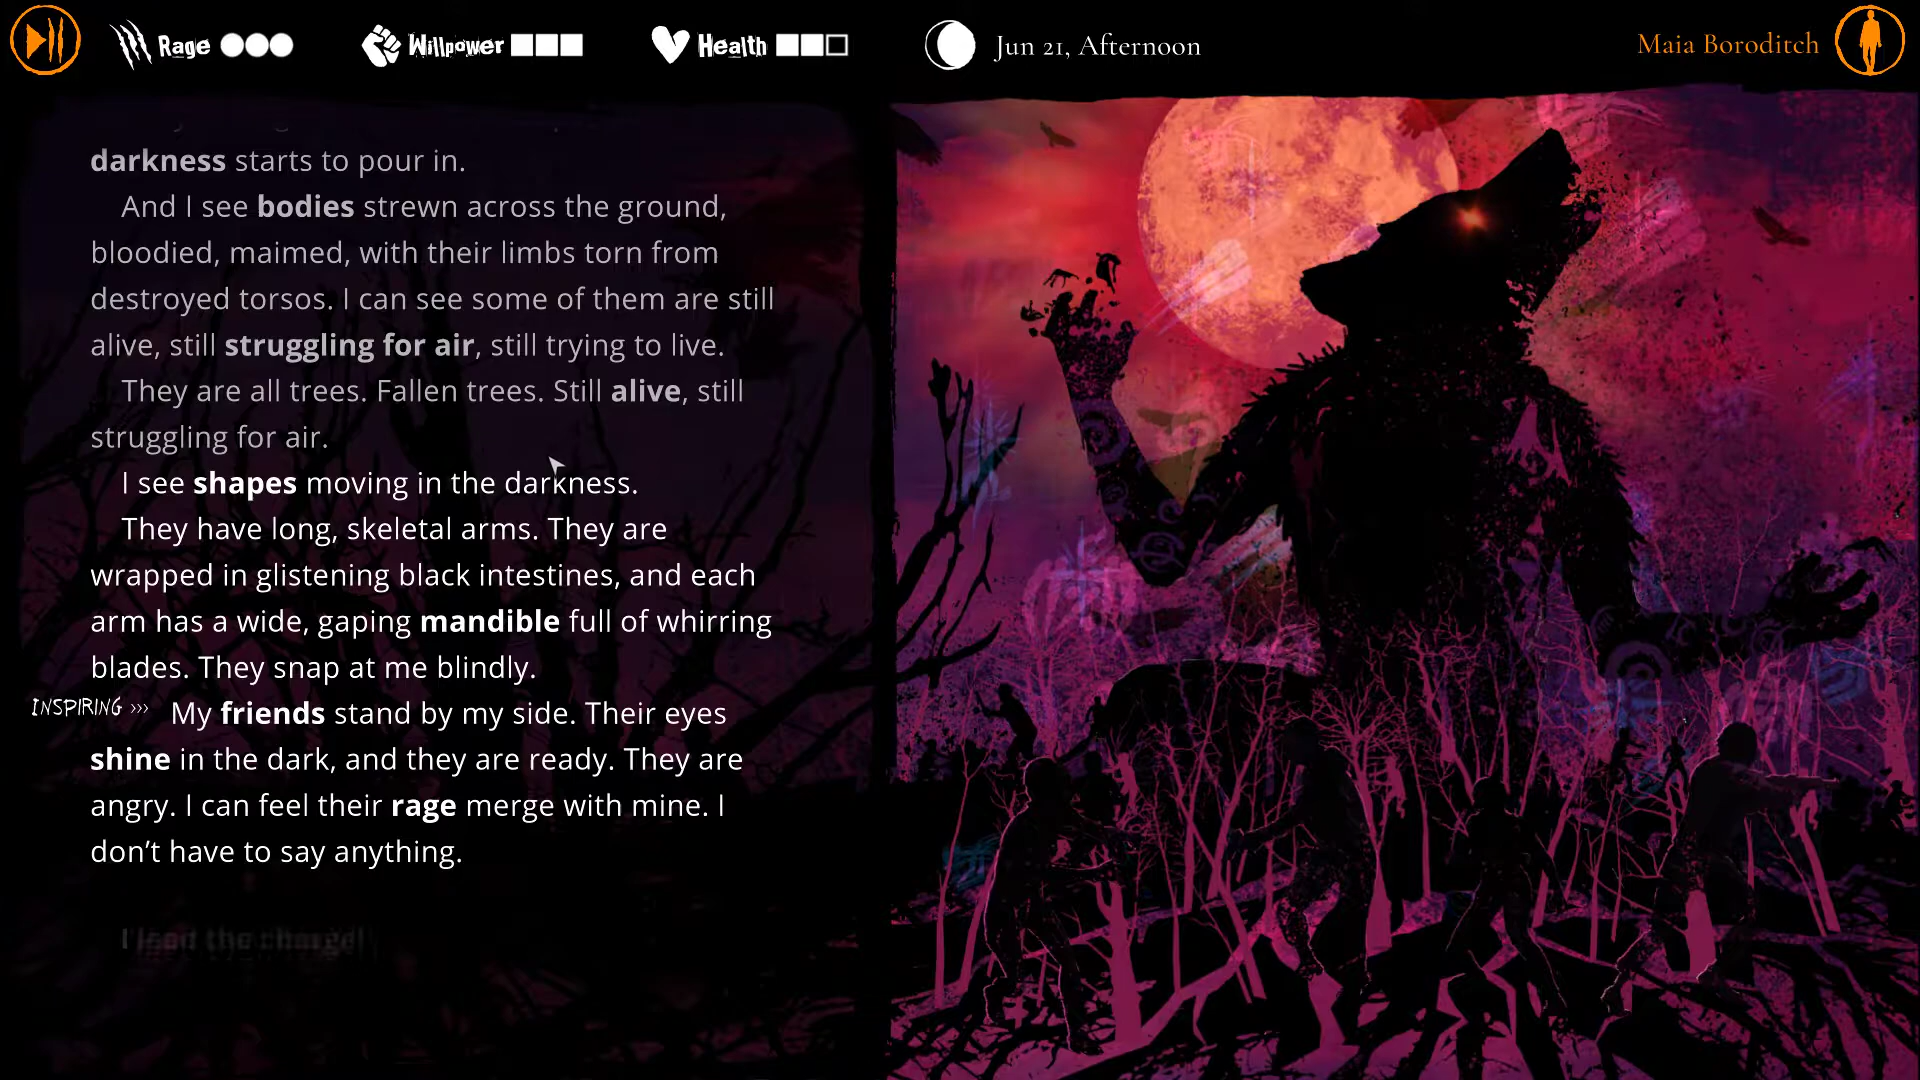 Rage
Willpower
Health
Jun 21, Afternoon
Maia Boroditch
darkness starts to pour in.
And I see bodies strewn across the ground,
bloodied, maimed, with their limbs torn from
destroyed torsos. I can see some of them are still
alive, still struggling for air, still trying to live.
They are all trees. Fallen trees. Still alive, still
struggling for air.
I see shapes moving in the darkness.
They have long, skeletal arms. They are
wrapped in glistening black intestines, and each
arm has a wide, gaping mandible full of whirring
blades. They snap at me blindly.
INSPIRING ››› My friends stand by my side. Their eyes
shine in the dark, and they are ready. They are
angry. I can feel their rage merge with mine. I
don’t have to say anything.
I lead the charge!